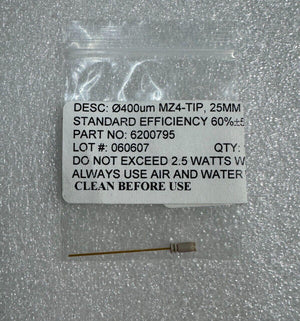 DESC: Ø400um MZ4-TIP, 25MM
STANDARD EFFICIENCY 60%±5
PART NO: 6200795
LOT #: 060607 QTY:
DO NOT EXCEED 2.5 WATTS W
ALWAYS USE AIR AND WATER
CLEAN BEFORE USE